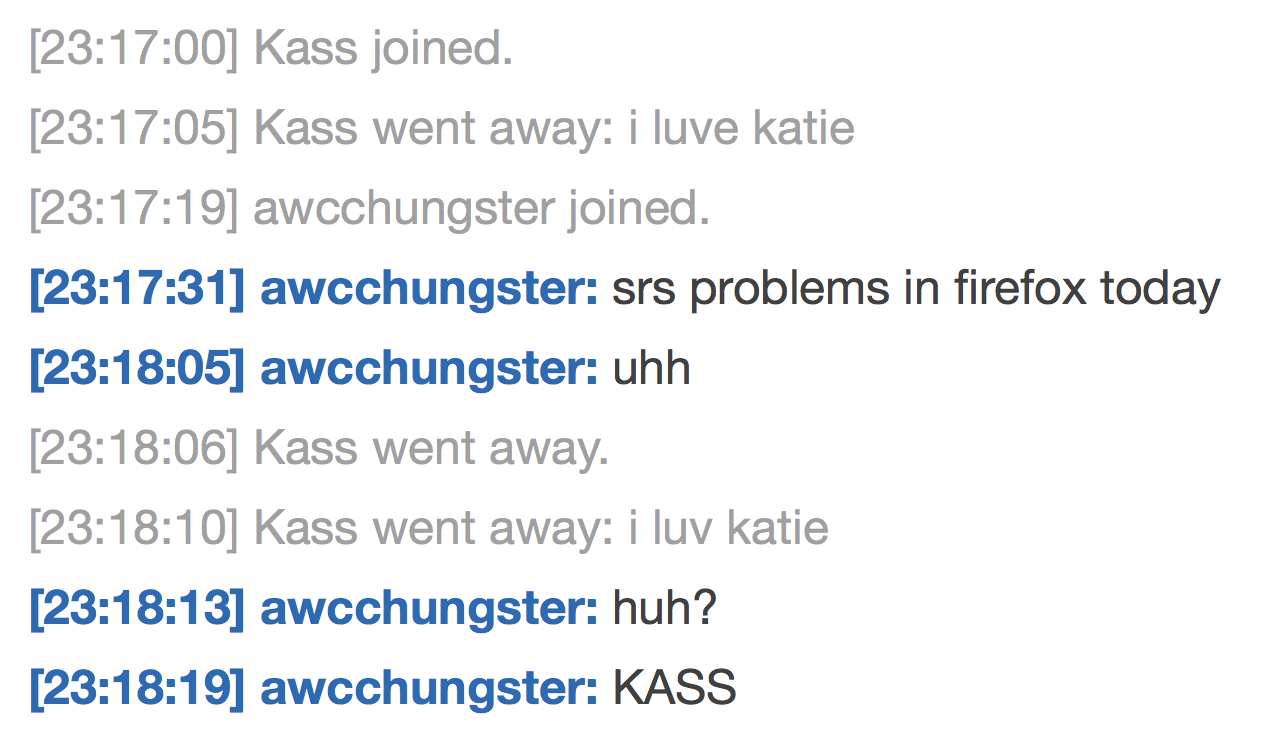 [23:17:00] Kass joined.
[23:17:05] Kass went away: i luve katie
[23:17:19] awcchungster joined.
[23:17:31] awcchungster: srs problems in firefox today
[23:18:05] awcchungster: uhh
[23:18:06] Kass went away.
[23:18:10] Kass went away: i luv katie
[23:18:13] awcchungster: huh?
[23:18:19] awcchungster: KASS